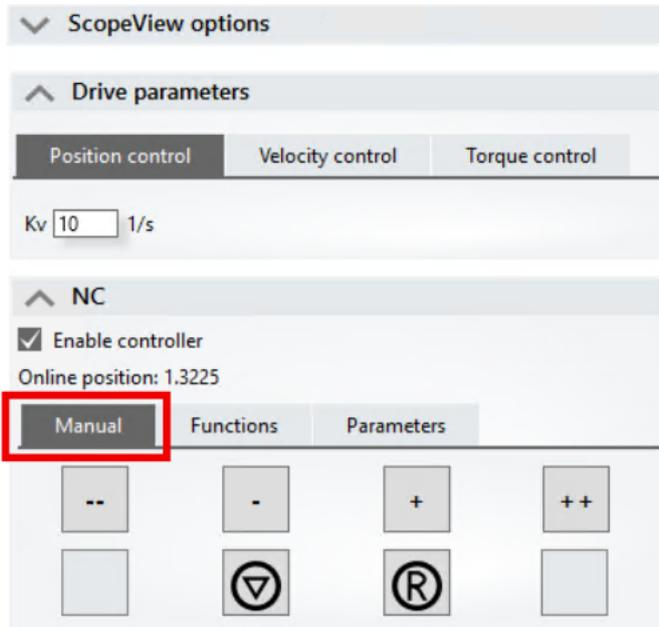 ScopeView options
Drive parameters
Position control Velocity control Torque control
Kv 10 1/s
NC
Enable controller
Online position: 1.3225
Manual Functions Parameters
-- - + ++
R